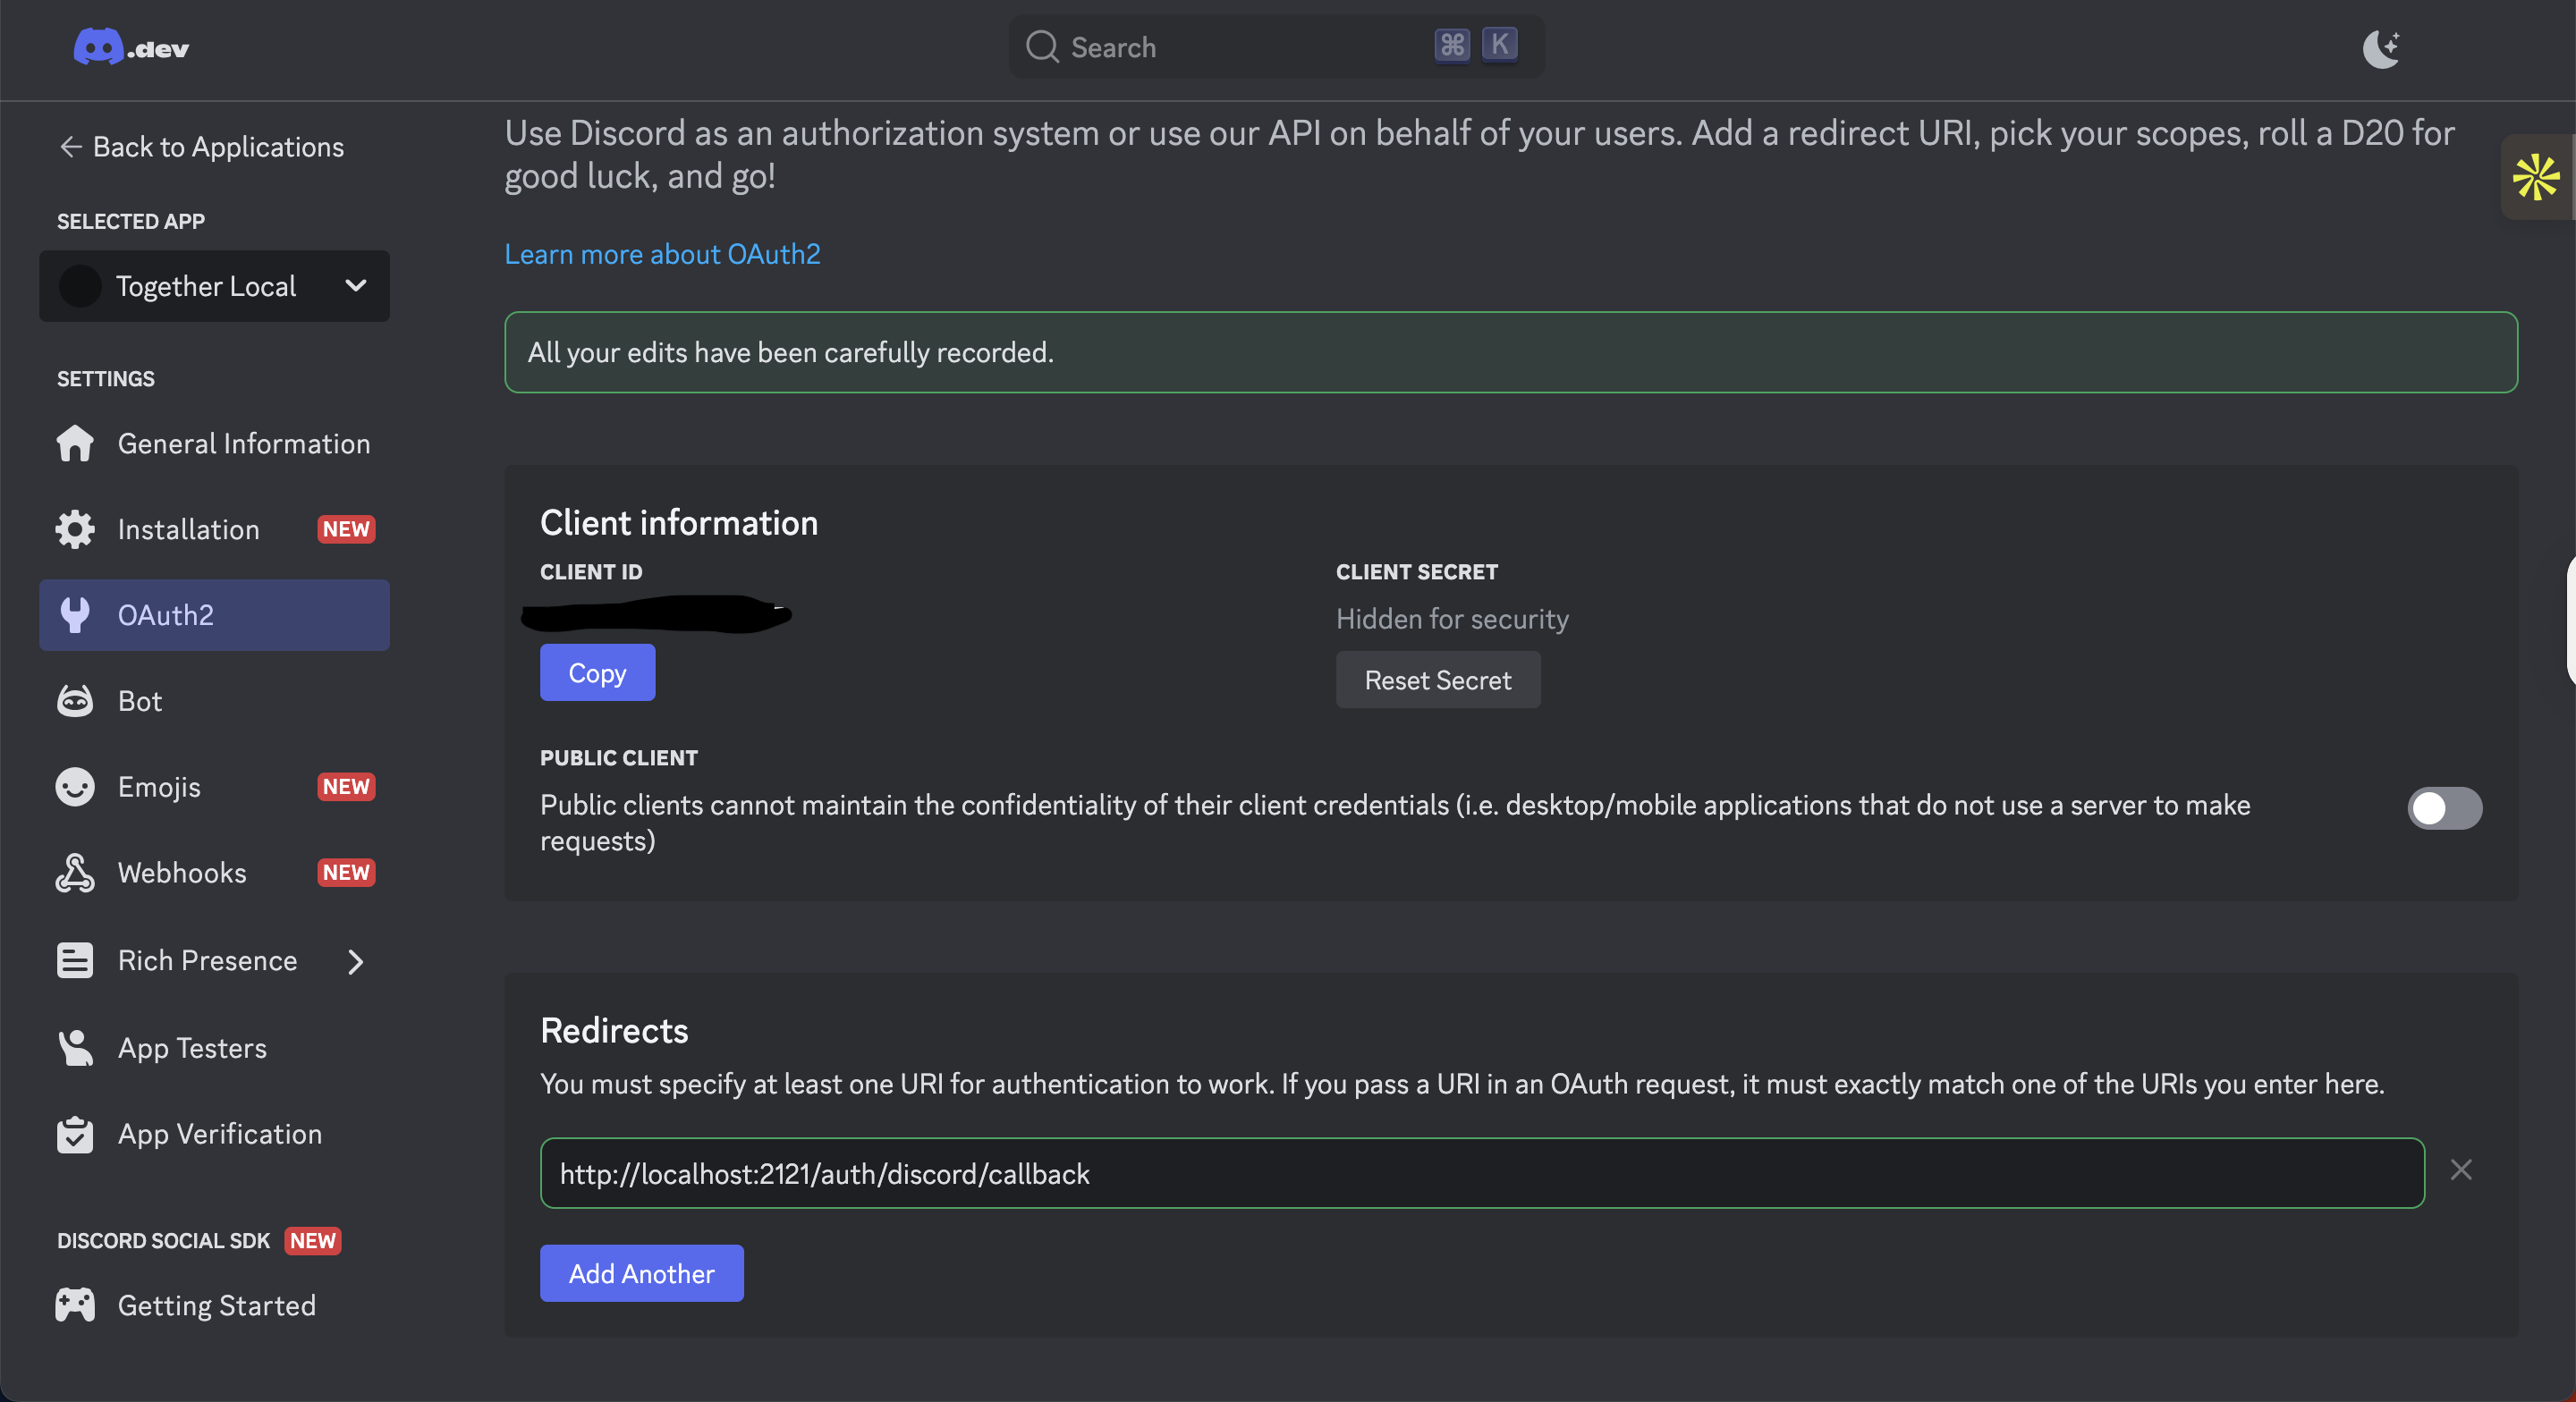 .dev
Search
⌘ K
← Back to Applications
SELECTED APP
Together Local
SETTINGS
General Information
Installation NEW
OAuth2
Bot
Emojis NEW
Webhooks NEW
Rich Presence
App Testers
App Verification
DISCORD SOCIAL SDK NEW
Getting Started
Use Discord as an authorization system or use our API on behalf of your users. Add a redirect URI, pick your scopes, roll a D20 for
good luck, and go!
Learn more about OAuth2
All your edits have been carefully recorded.
Client information
CLIENT ID
Copy
CLIENT SECRET
Hidden for security
Reset Secret
PUBLIC CLIENT
Public clients cannot maintain the confidentiality of their client credentials (i.e. desktop/mobile applications that do not use a server to make
requests)
Redirects
You must specify at least one URI for authentication to work. If you pass a URI in an OAuth request, it must exactly match one of the URIs you enter here.
http://localhost:2121/auth/discord/callback
Add Another